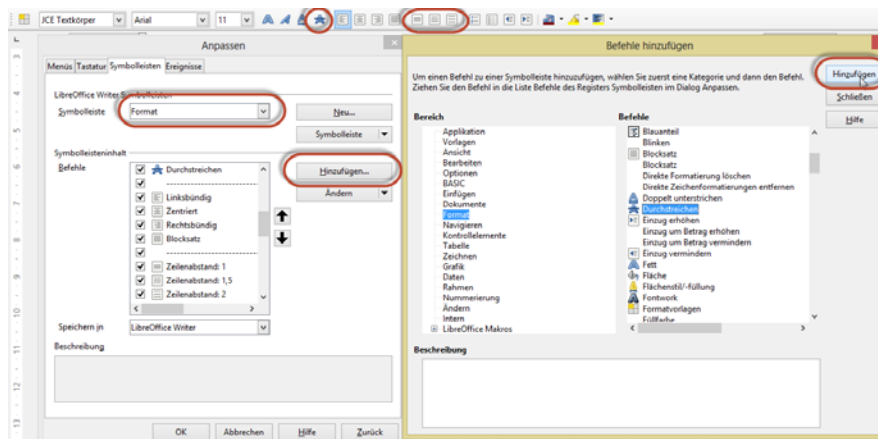 JCE Textkörper
Arial
11
Anpassen
Menüs Tastatur Symbolleisten Ereignisse
LibreOffice Writer Symbolleisten
Symbolleiste
Format
Neu...
Symbolleiste
Symbolleisteninhalt
Befehle
Durchstreichen
Linksbündig
Zentriert
Rechtsbündig
Blocksatz
Zeilenabstand: 1
Zeilenabstand: 1,5
Zeilenabstand: 2
Hinzufügen...
Ändern
Speichern in
LibreOffice Writer
Beschreibung
OK
Abbrechen
Hilfe
Zurück
Befehle hinzufügen
Um einen Befehl zu einer Symbolleiste hinzuzufügen, wählen Sie zuerst eine Kategorie und dann den Befehl.
Ziehen Sie den Befehl in die Liste Befehle des Registers Symbolleisten im Dialog Anpassen.
Hinzufügen
Schließen
Hilfe
Bereich
Applikation
Vorlagen
Ansicht
Bearbeiten
Optionen
BASIC
Einfügen
Dokumente
Format
Navigieren
Kontrollelemente
Tabelle
Zeichnen
Grafik
Daten
Rahmen
Nummerierung
Ändern
Intern
LibreOffice Makros
Befehle
Blauanteil
Blinken
Blocksatz
Blocksatz
Direkte Formatierung löschen
Direkte Zeichenformatierungen entfernen
Doppelt unterstrichen
Durchstreichen
Einzug erhöhen
Einzug um Betrag erhöhen
Einzug um Betrag vermindern
Einzug vermindern
Fett
Fläche
Flächenstil/-füllung
Fontwork
Formatvorlagen
Füllfarbe
Beschreibung